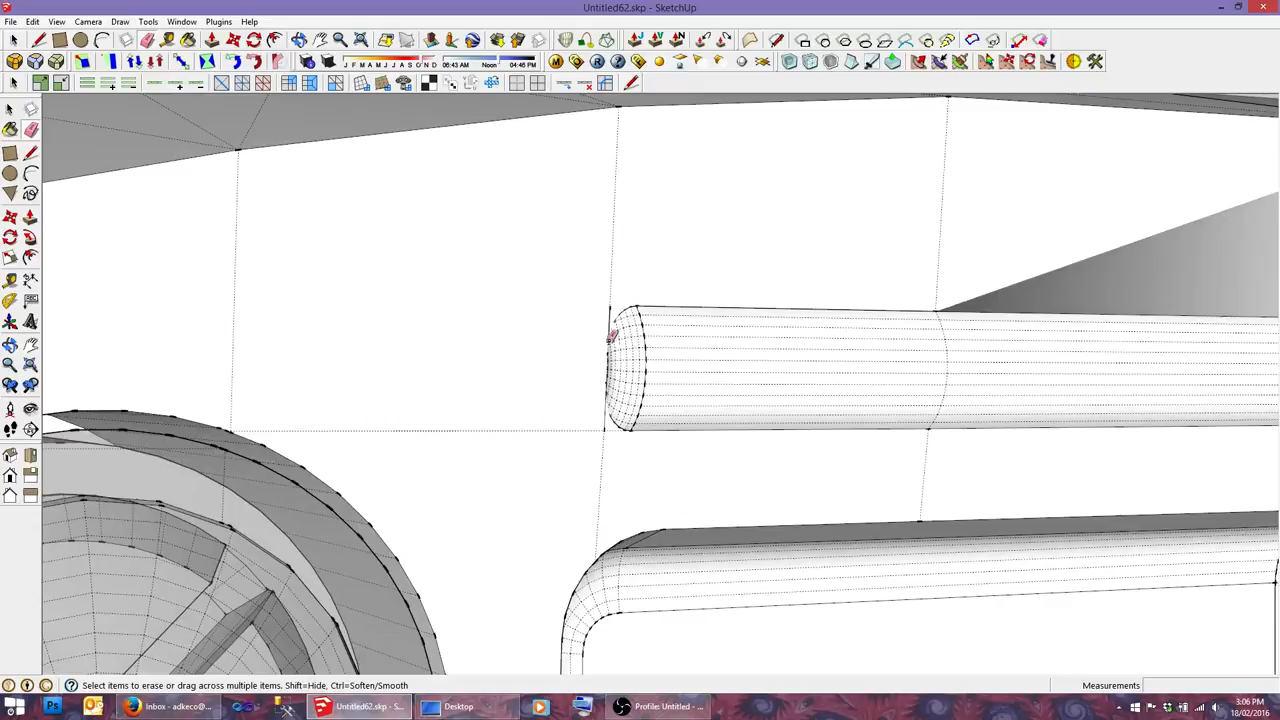 Untitled62.skp - SketchUp
File Edit View Camera Draw Tools Window Plugins Help
J F M A M J J A S O N D 06:43 AM Noon 04:46 PM
Select items to erase or drag across multiple items. Shift=Hide, Ctrl=Soften/Smooth
Measurements
Inbox - adkeco@...
Untitled62.skp - S...
Desktop
Profile: Untitled - ...
3:06 PM
18/02/2016